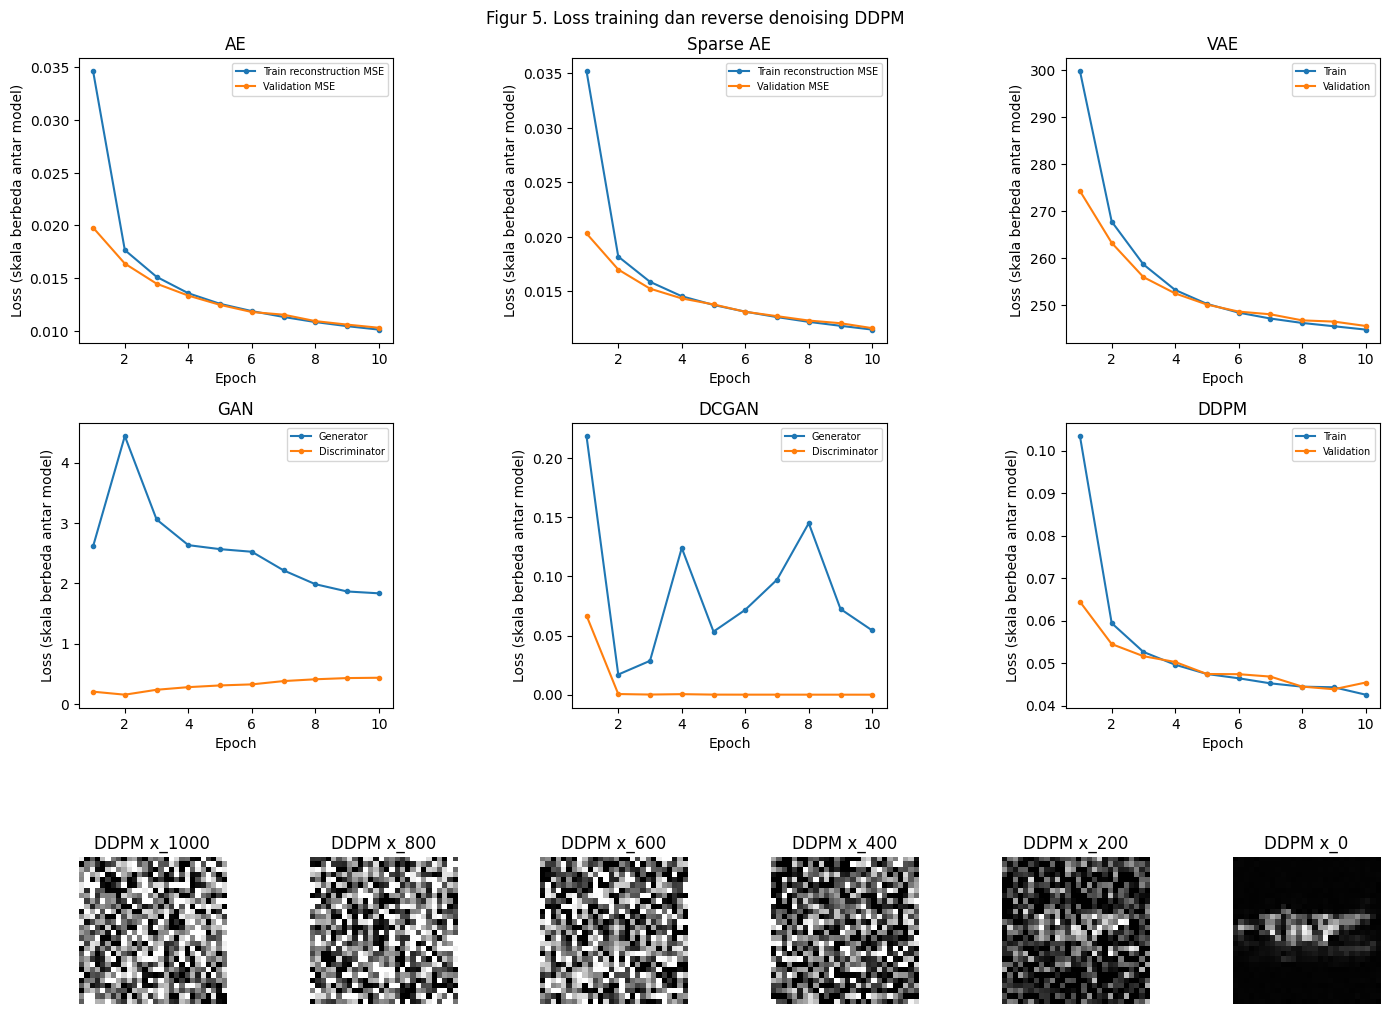 Figur 5. Loss training dan reverse denoising DDPM
AE
Loss (skala berbeda antar model)
0.035
0.030
0.025
0.020
0.015
0.010
Train reconstruction MSE
Validation MSE
2 4 6 8 10
Epoch
Sparse AE
Loss (skala berbeda antar model)
0.035
0.030
0.025
0.020
0.015
Train reconstruction MSE
Validation MSE
2 4 6 8 10
Epoch
VAE
Loss (skala berbeda antar model)
300
290
280
270
260
250
Train
Validation
2 4 6 8 10
Epoch
GAN
Loss (skala berbeda antar model)
4
3
2
1
0
Generator
Discriminator
2 4 6 8 10
Epoch
DCGAN
Loss (skala berbeda antar model)
0.20
0.15
0.10
0.05
0.00
Generator
Discriminator
2 4 6 8 10
Epoch
DDPM
Loss (skala berbeda antar model)
0.10
0.09
0.08
0.07
0.06
0.05
0.04
Train
Validation
2 4 6 8 10
Epoch
DDPM x_1000
DDPM x_800
DDPM x_600
DDPM x_400
DDPM x_200
DDPM x_0